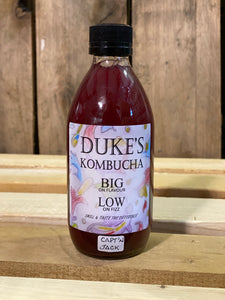 DUKE'S
KOMBUCHA
BIG
ON FLAVOUR
LOW
ON FIZZ
SMELL & TASTE THE DIFFERENCE
CAPT'N
JACK